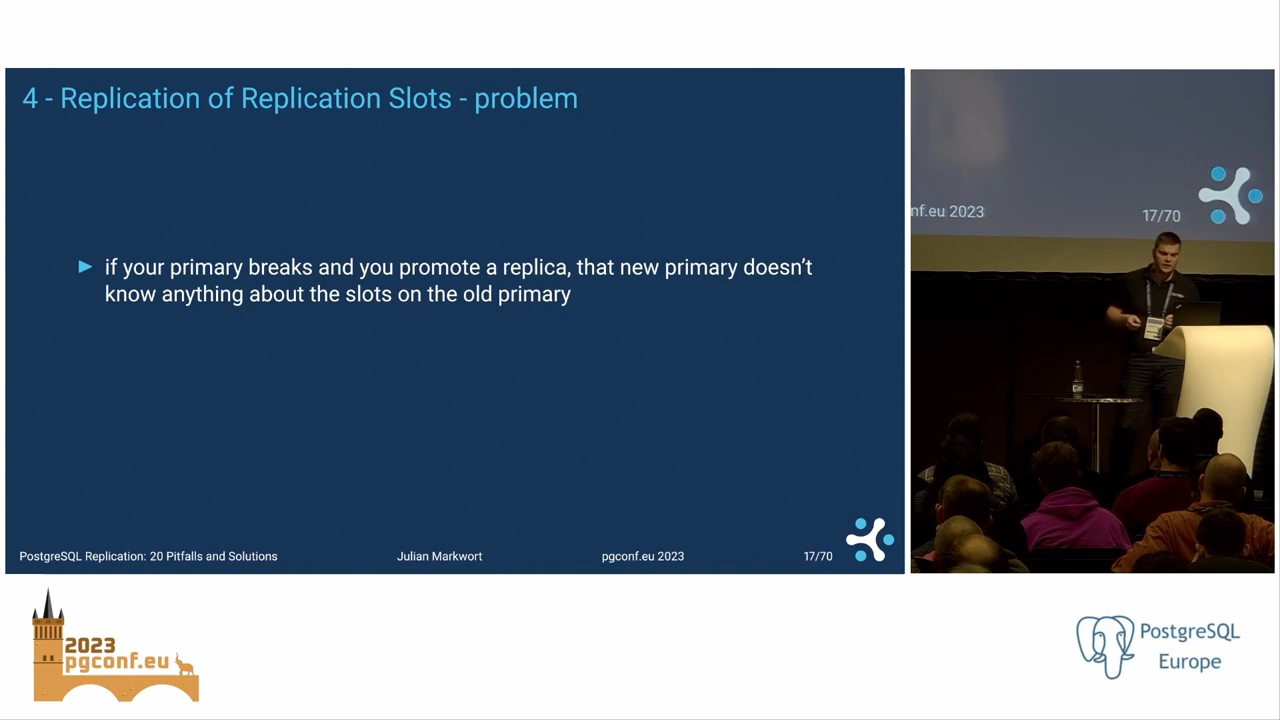 4 - Replication of Replication Slots - problem
if your primary breaks and you promote a replica, that new primary doesn’t
know anything about the slots on the old primary
PostgreSQL Replication: 20 Pitfalls and Solutions
Julian Markwort
pgconf.eu 2023
17/70
nf.eu 2023
17/70
2023
pgconf.eu
PostgreSQL
Europe